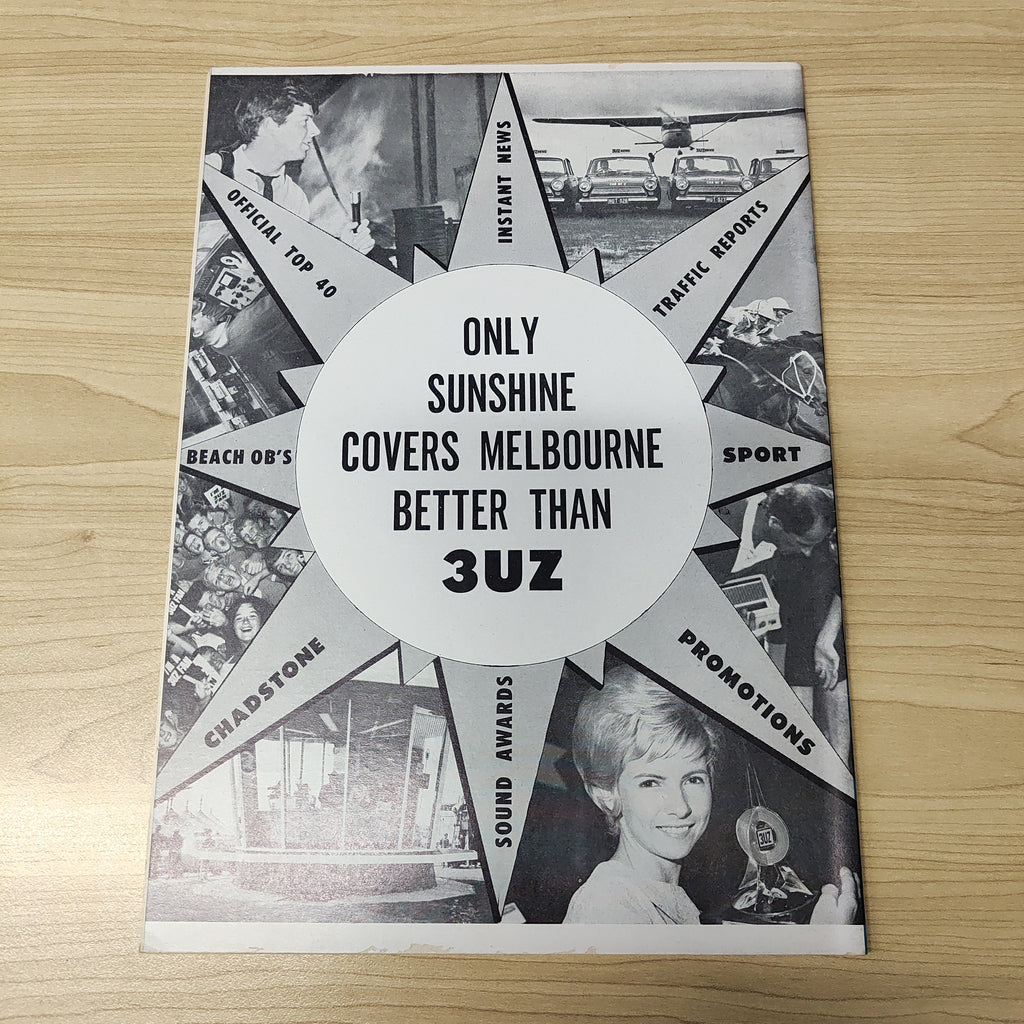 INSTANT NEWS
OFFICIAL TOP 40
TRAFFIC REPORTS
ONLY
SUNSHINE
COVERS MELBOURNE
BETTER THAN
3UZ
BEACH OB'S
SPORT
CHADSTONE
PROMOTIONS
SOUND AWARDS
3UZ